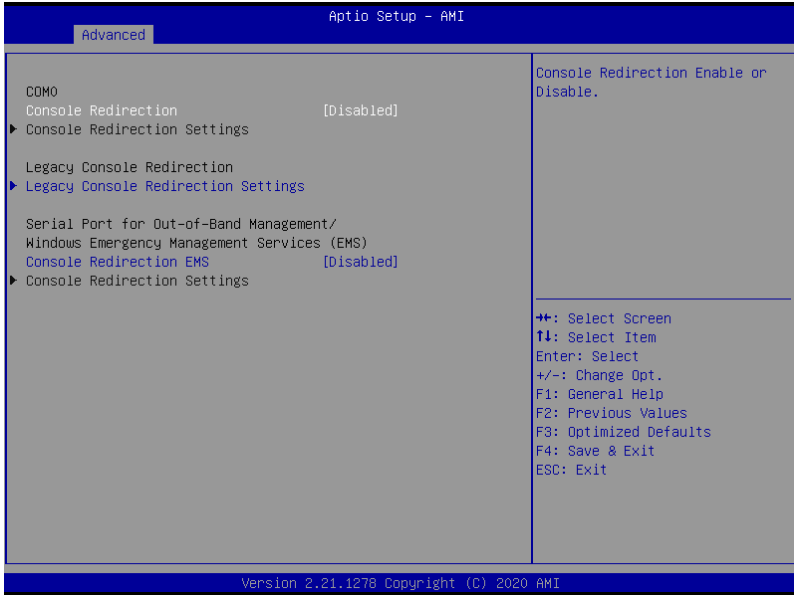 Aptio Setup – AMI
Advanced
COM0
Console Redirection [Disabled]
Console Redirection Settings
Legacy Console Redirection
Legacy Console Redirection Settings
Serial Port for Out-of-Band Management/
Windows Emergency Management Services (EMS)
Console Redirection EMS [Disabled]
Console Redirection Settings
Console Redirection Enable or
Disable.
→←: Select Screen
↑↓: Select Item
Enter: Select
+/-: Change Opt.
F1: General Help
F2: Previous Values
F3: Optimized Defaults
F4: Save & Exit
ESC: Exit
Version 2.21.1278 Copyright (C) 2020 AMI